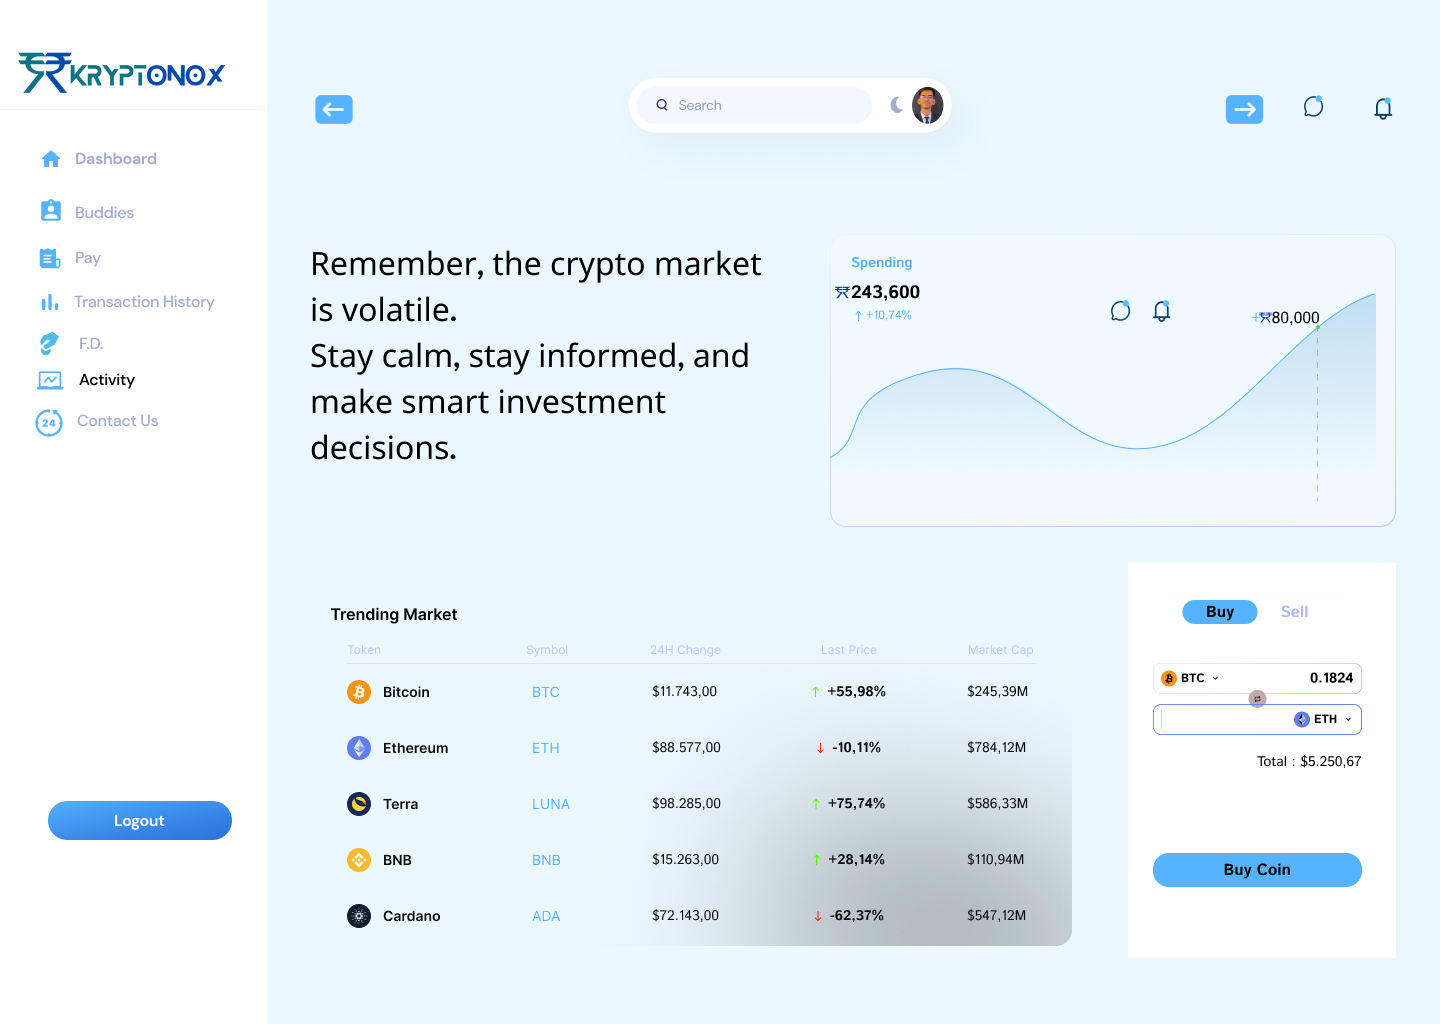 KRYPTONOX
Dashboard
Buddies
Pay
Transaction History
F.D.
Activity
24
Contact Us
Logout
Search
Remember, the crypto market
is volatile.
Stay calm, stay informed, and
make smart investment
decisions.
Spending
243,600
↑ +10,74%
+80,000
Trending Market
Token Symbol 24H Change Last Price Market Cap
Bitcoin BTC $11.743,00 ↑ +55,98% $245,39M
Ethereum ETH $88.577,00 ↓ -10,11% $784,12M
Terra LUNA $98.285,00 ↑ +75,74% $586,33M
BNB BNB $15.263,00 ↑ +28,14% $110,94M
Cardano ADA $72.143,00 ↓ -62,37% $547,12M
Buy Sell
BTC 0.1824
ETH
Total : $5.250,67
Buy Coin